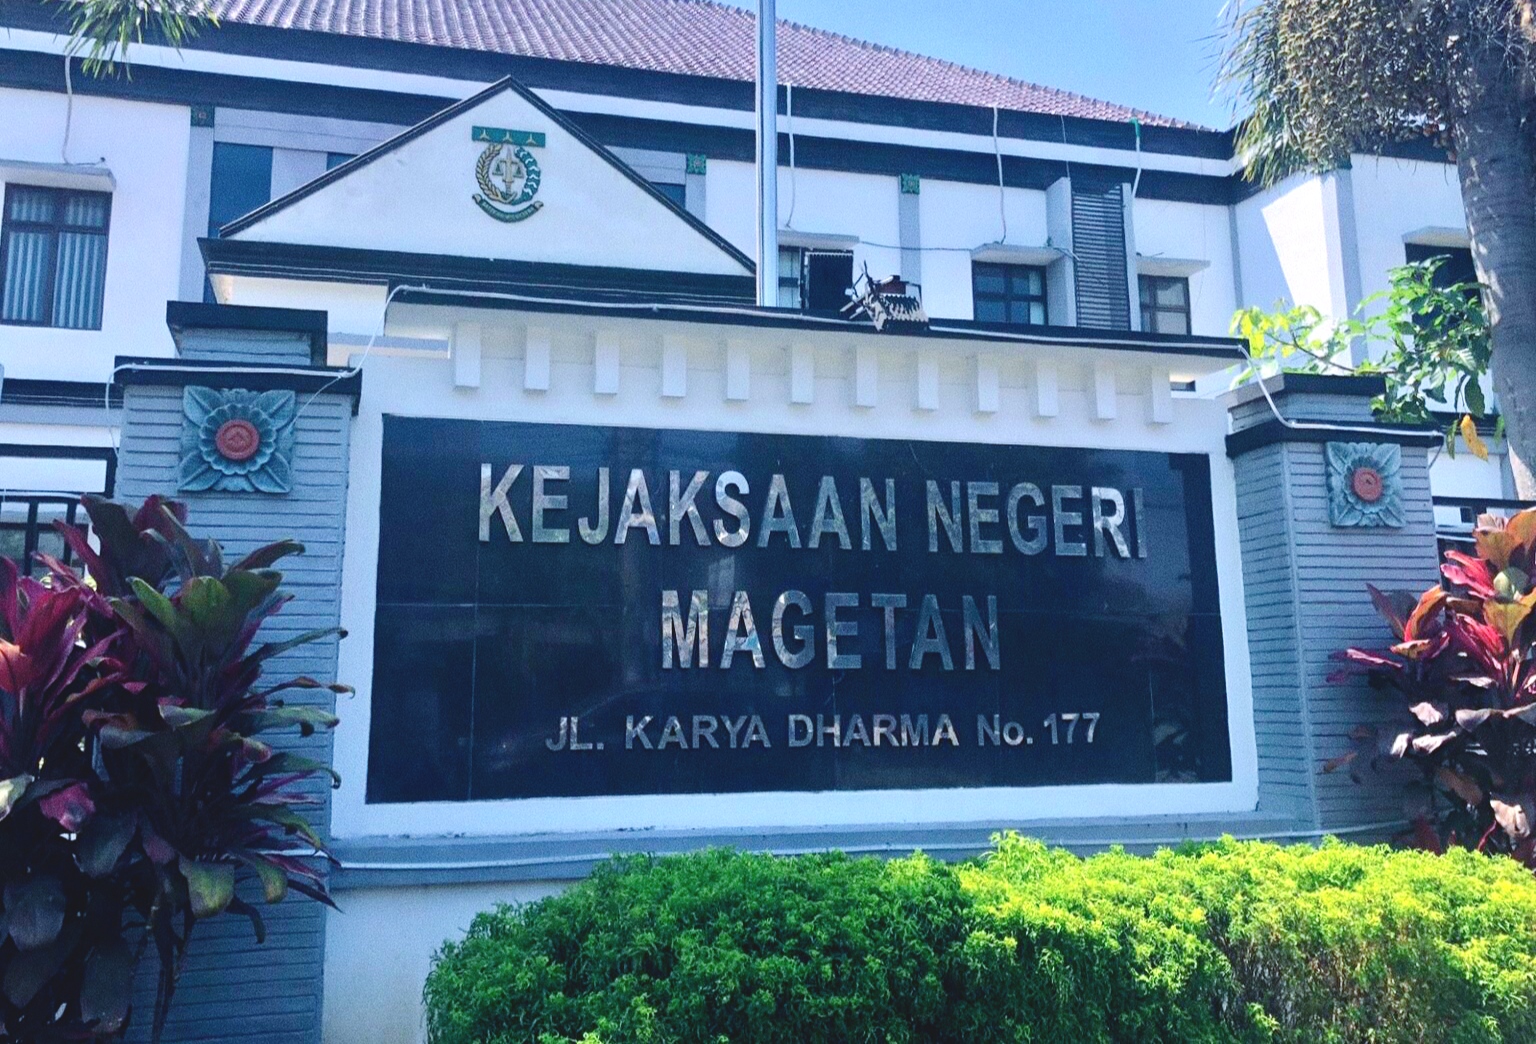 KEJAKSAAN NEGERI
MAGETAN
JL. KARYA DHARMA No. 177